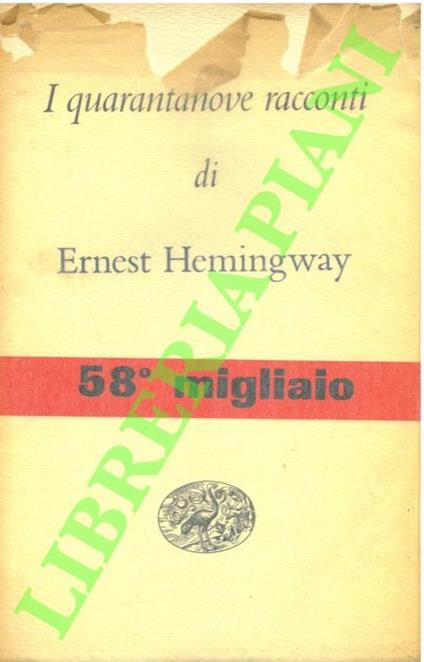 I quarantanove racconti
di
Ernest Hemingway
58° migliaio
LIBRERIA PIANI